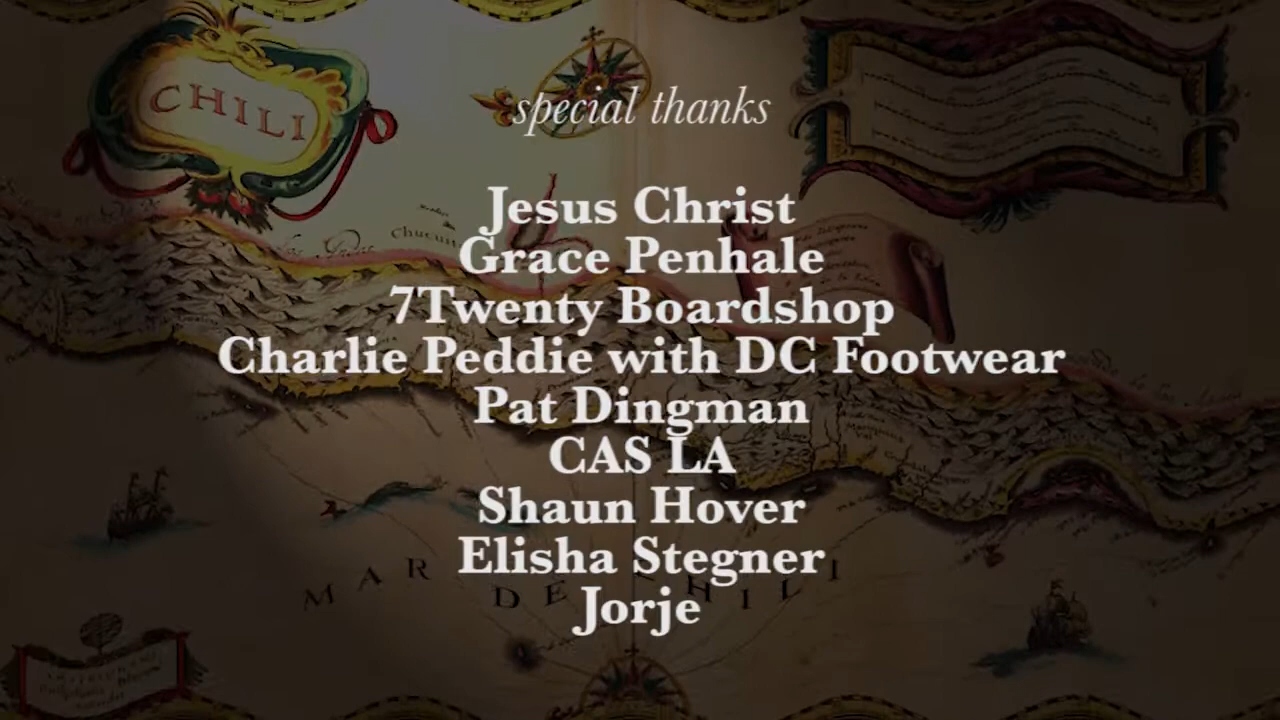 CHILI
special thanks
Jesus Christ
Grace Penhale
7Twenty Boardshop
Charlie Peddie with DC Footwear
Pat Dingman
CAS LA
Shaun Hover
Elisha Stegner
Jorje
MAR DE CHILI